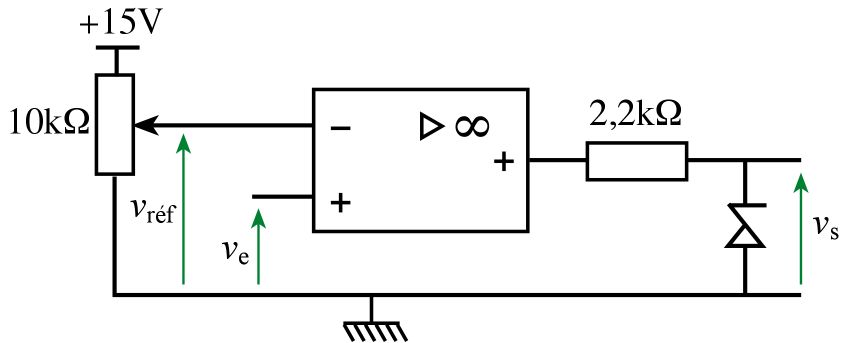 +15V
10kΩ
− ▷ ∞
2,2kΩ
+
+
v_réf
v_e
v_s